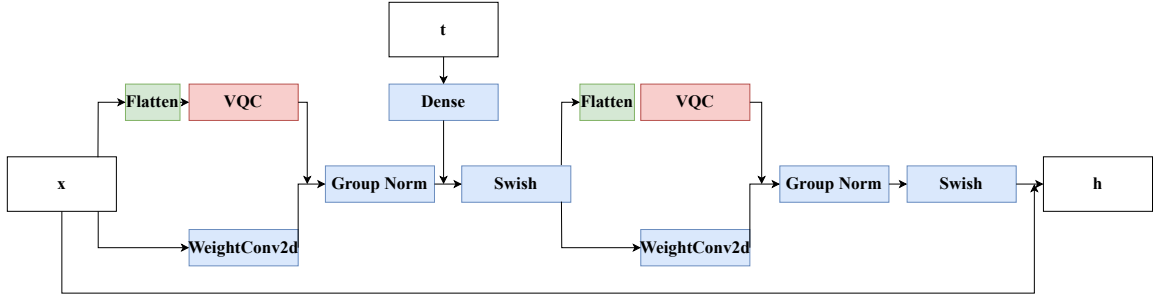 t
Flatten
VQC
Dense
Flatten
VQC
x
Group Norm
Swish
Group Norm
Swish
h
WeightConv2d
WeightConv2d